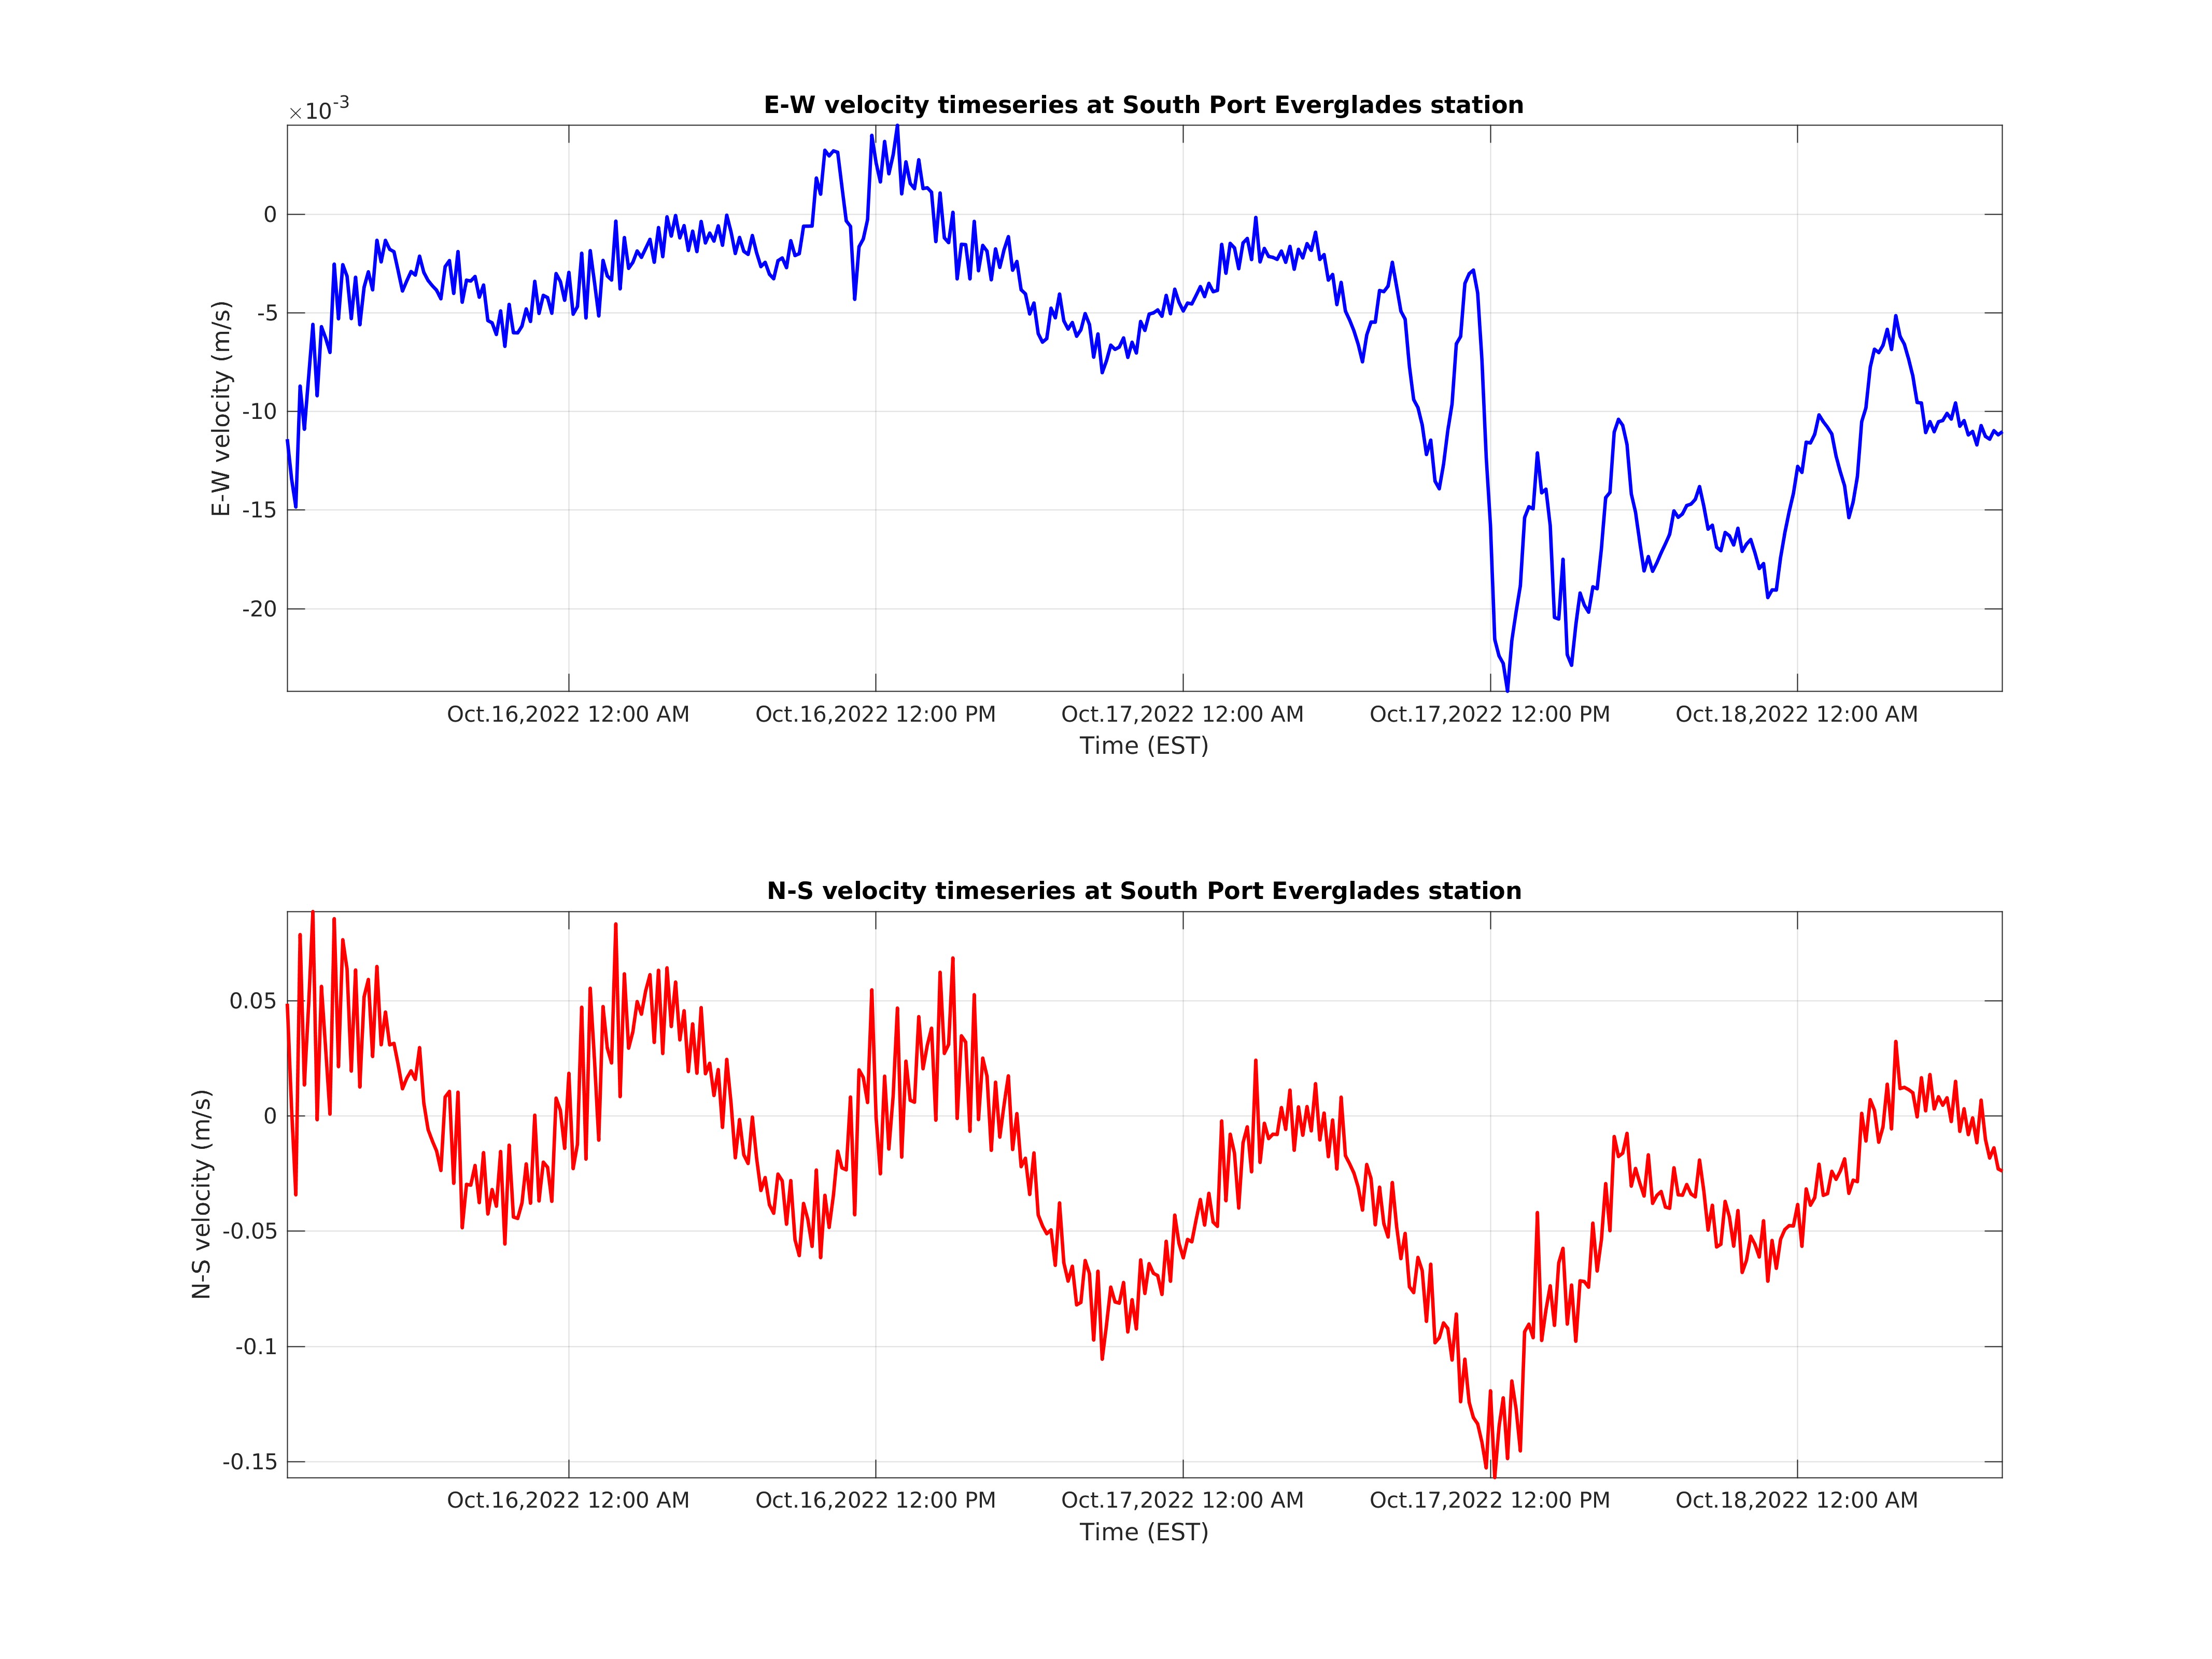 E-W velocity timeseries at South Port Everglades station
×10-3
E-W velocity (m/s)
0
-5
-10
-15
-20
Oct.16,2022 12:00 AM
Oct.16,2022 12:00 PM
Oct.17,2022 12:00 AM
Oct.17,2022 12:00 PM
Oct.18,2022 12:00 AM
Time (EST)
N-S velocity timeseries at South Port Everglades station
N-S velocity (m/s)
0.05
0
-0.05
-0.1
-0.15
Oct.16,2022 12:00 AM
Oct.16,2022 12:00 PM
Oct.17,2022 12:00 AM
Oct.17,2022 12:00 PM
Oct.18,2022 12:00 AM
Time (EST)